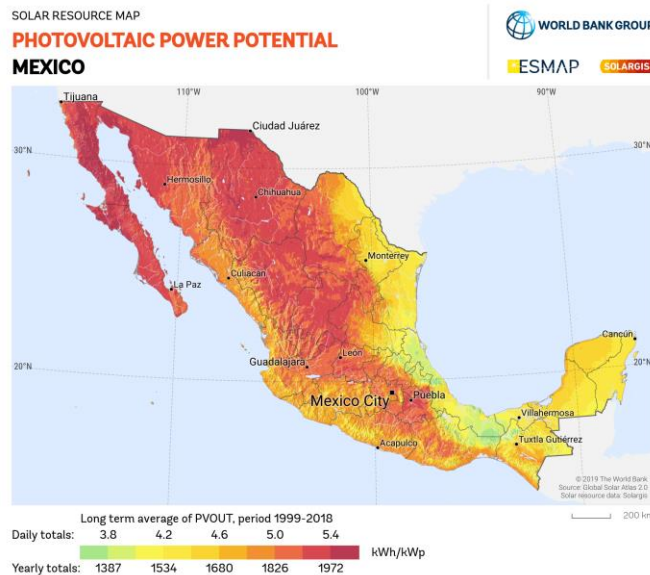 SOLAR RESOURCE MAP
PHOTOVOLTAIC POWER POTENTIAL
MEXICO
WORLD BANK GROUP
ESMAP
SOLARGIS
110°W
100°W
90°W
30°N
30°N
20°N
20°N
Tijuana
Ciudad Juárez
Hermosillo
Chihuahua
Monterrey
Culiacán
La Paz
Cancún
León
Guadalajara
Mexico City
Puebla
Villahermosa
Acapulco
Tuxtla Gutiérrez
© 2019 The World Bank
Source: Global Solar Atlas 2.0
Solar resource data: Solargis
200 km
Long term average of PVOUT, period 1999-2018
Daily totals: 3.8 4.2 4.6 5.0 5.4
kWh/kWp
Yearly totals: 1387 1534 1680 1826 1972